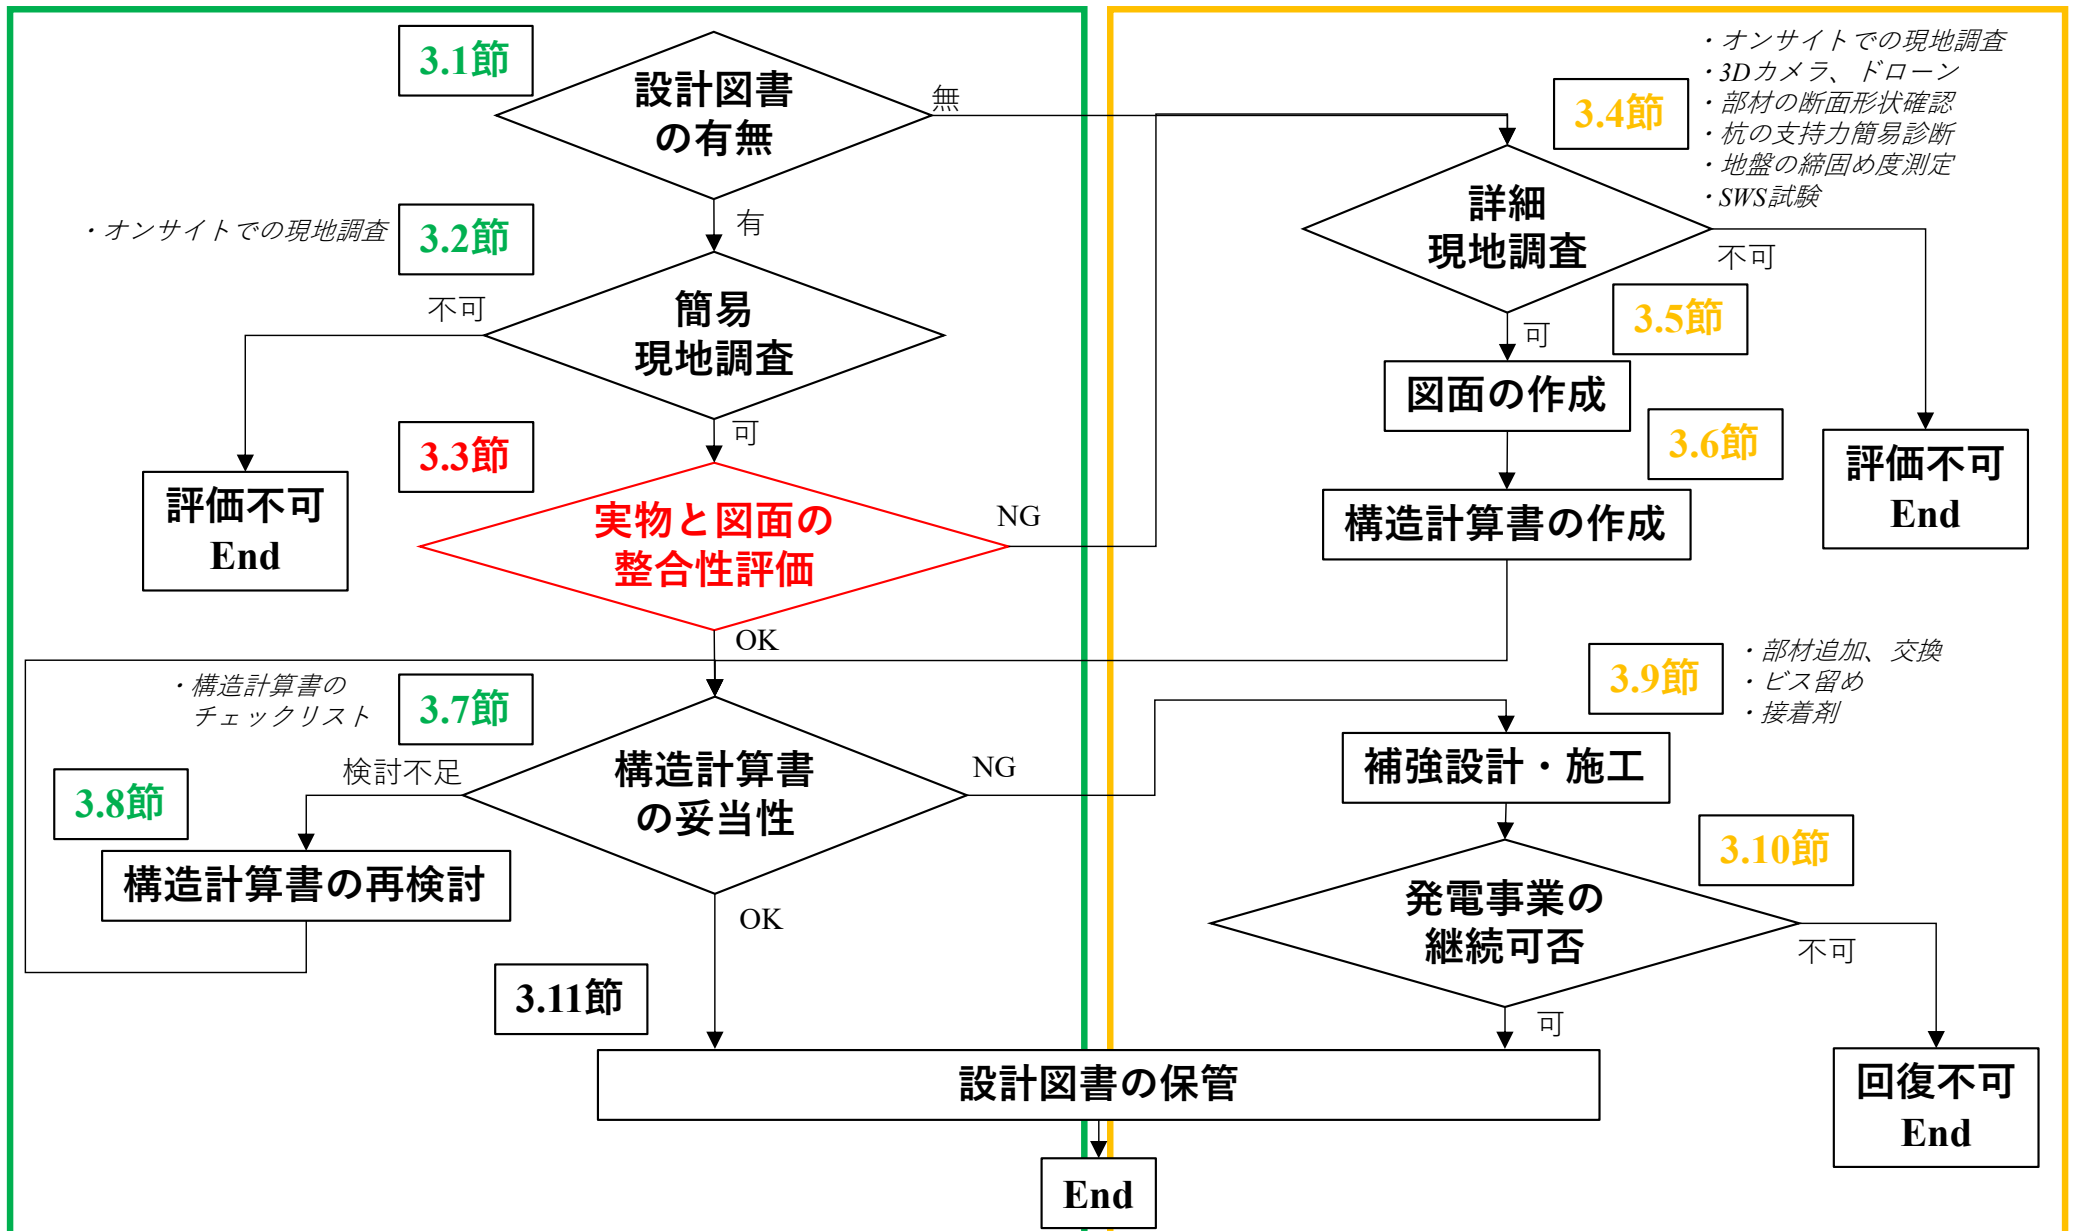 3.1節
設計図書
の有無
無
有
・オンサイトでの現地調査
3.2節
簡易
現地調査
不可
可
評価不可
End
3.3節
実物と図面の
整合性評価
NG
OK
・構造計算書の
チェックリスト
3.7節
構造計算書
の妥当性
検討不足
NG
OK
3.8節
構造計算書の再検討
3.11節
設計図書の保管
End
・オンサイトでの現地調査
・3Dカメラ、ドローン
・部材の断面形状確認
・杭の支持力簡易診断
・地盤の締固め度測定
・SWS試験
3.4節
詳細
現地調査
不可
可
3.5節
図面の作成
3.6節
構造計算書の作成
評価不可
End
3.9節
・部材追加、交換
・ビス留め
・接着剤
補強設計・施工
3.10節
発電事業の
継続可否
不可
可
回復不可
End